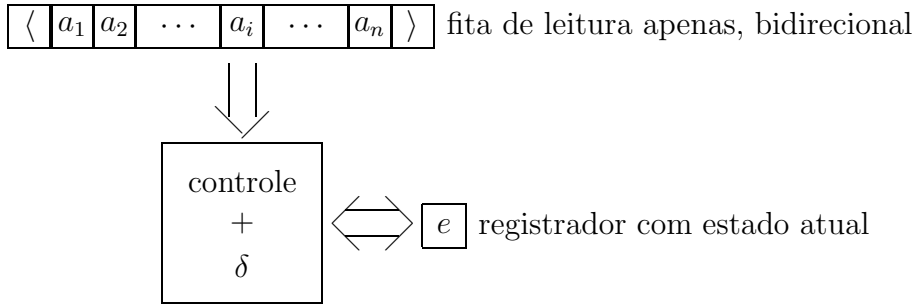 ⟨ a₁ a₂ ⋯ aᵢ ⋯ aₙ ⟩ fita de leitura apenas, bidirecional
controle
+
e registrador com estado atual
δ